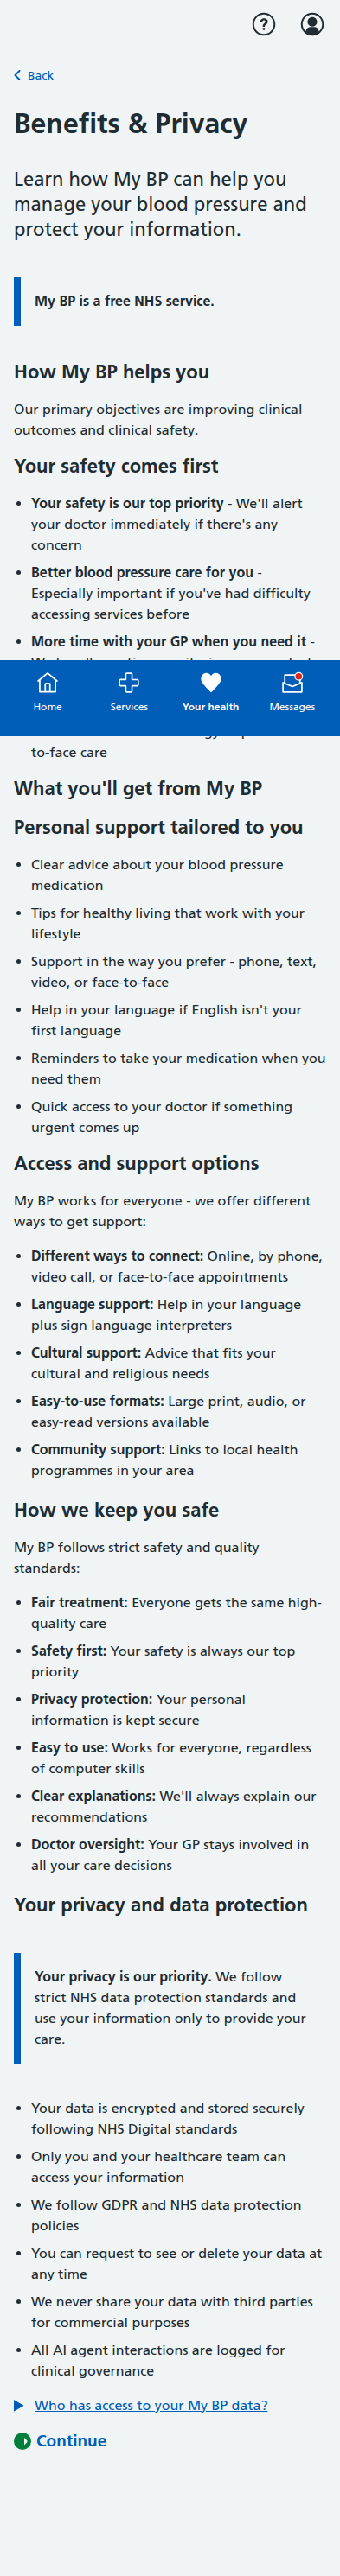 Back
Benefits & Privacy
Learn how My BP can help you
manage your blood pressure and
protect your information.
My BP is a free NHS service.
How My BP helps you
Our primary objectives are improving clinical
outcomes and clinical safety.
Your safety comes first
• Your safety is our top priority - We'll alert
your doctor immediately if there's any
concern
• Better blood pressure care for you -
Especially important if you've had difficulty
accessing services before
• More time with your GP when you need it -
Home Services Your health Messages
to-face care
What you'll get from My BP
Personal support tailored to you
• Clear advice about your blood pressure
medication
• Tips for healthy living that work with your
lifestyle
• Support in the way you prefer - phone, text,
video, or face-to-face
• Help in your language if English isn't your
first language
• Reminders to take your medication when you
need them
• Quick access to your doctor if something
urgent comes up
Access and support options
My BP works for everyone - we offer different
ways to get support:
• Different ways to connect: Online, by phone,
video call, or face-to-face appointments
• Language support: Help in your language
plus sign language interpreters
• Cultural support: Advice that fits your
cultural and religious needs
• Easy-to-use formats: Large print, audio, or
easy-read versions available
• Community support: Links to local health
programmes in your area
How we keep you safe
My BP follows strict safety and quality
standards:
• Fair treatment: Everyone gets the same high-
quality care
• Safety first: Your safety is always our top
priority
• Privacy protection: Your personal
information is kept secure
• Easy to use: Works for everyone, regardless
of computer skills
• Clear explanations: We'll always explain our
recommendations
• Doctor oversight: Your GP stays involved in
all your care decisions
Your privacy and data protection
Your privacy is our priority. We follow
strict NHS data protection standards and
use your information only to provide your
care.
• Your data is encrypted and stored securely
following NHS Digital standards
• Only you and your healthcare team can
access your information
• We follow GDPR and NHS data protection
policies
• You can request to see or delete your data at
any time
• We never share your data with third parties
for commercial purposes
• All AI agent interactions are logged for
clinical governance
Who has access to your My BP data?
Continue